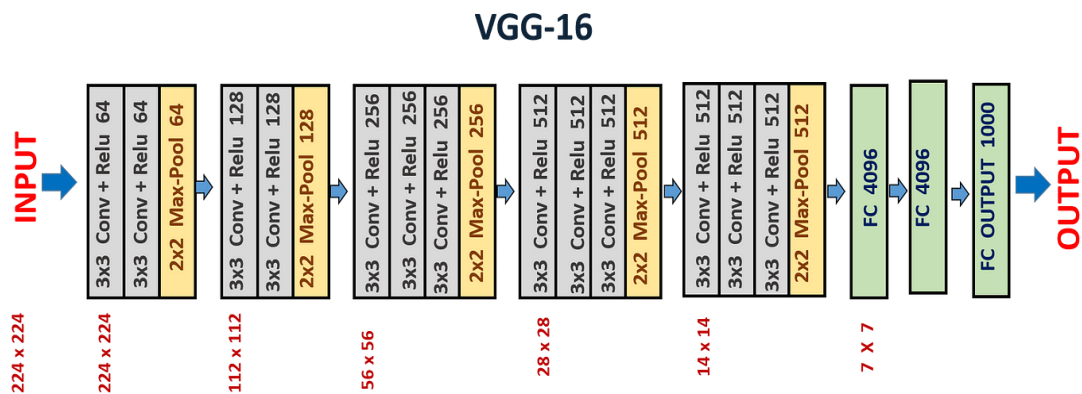 VGG-16
INPUT
3x3 Conv + Relu 64
3x3 Conv + Relu 64
2x2 Max-Pool 64
3x3 Conv + Relu 128
3x3 Conv + Relu 128
2x2 Max-Pool 128
3x3 Conv + Relu 256
3x3 Conv + Relu 256
3x3 Conv + Relu 256
2x2 Max-Pool 256
3x3 Conv + Relu 512
3x3 Conv + Relu 512
3x3 Conv + Relu 512
2x2 Max-Pool 512
3x3 Conv + Relu 512
3x3 Conv + Relu 512
3x3 Conv + Relu 512
2x2 Max-Pool 512
FC 4096
FC 4096
FC OUTPUT 1000
OUTPUT
224 x 224
224 x 224
112 x 112
56 x 56
28 x 28
14 x 14
7 X 7